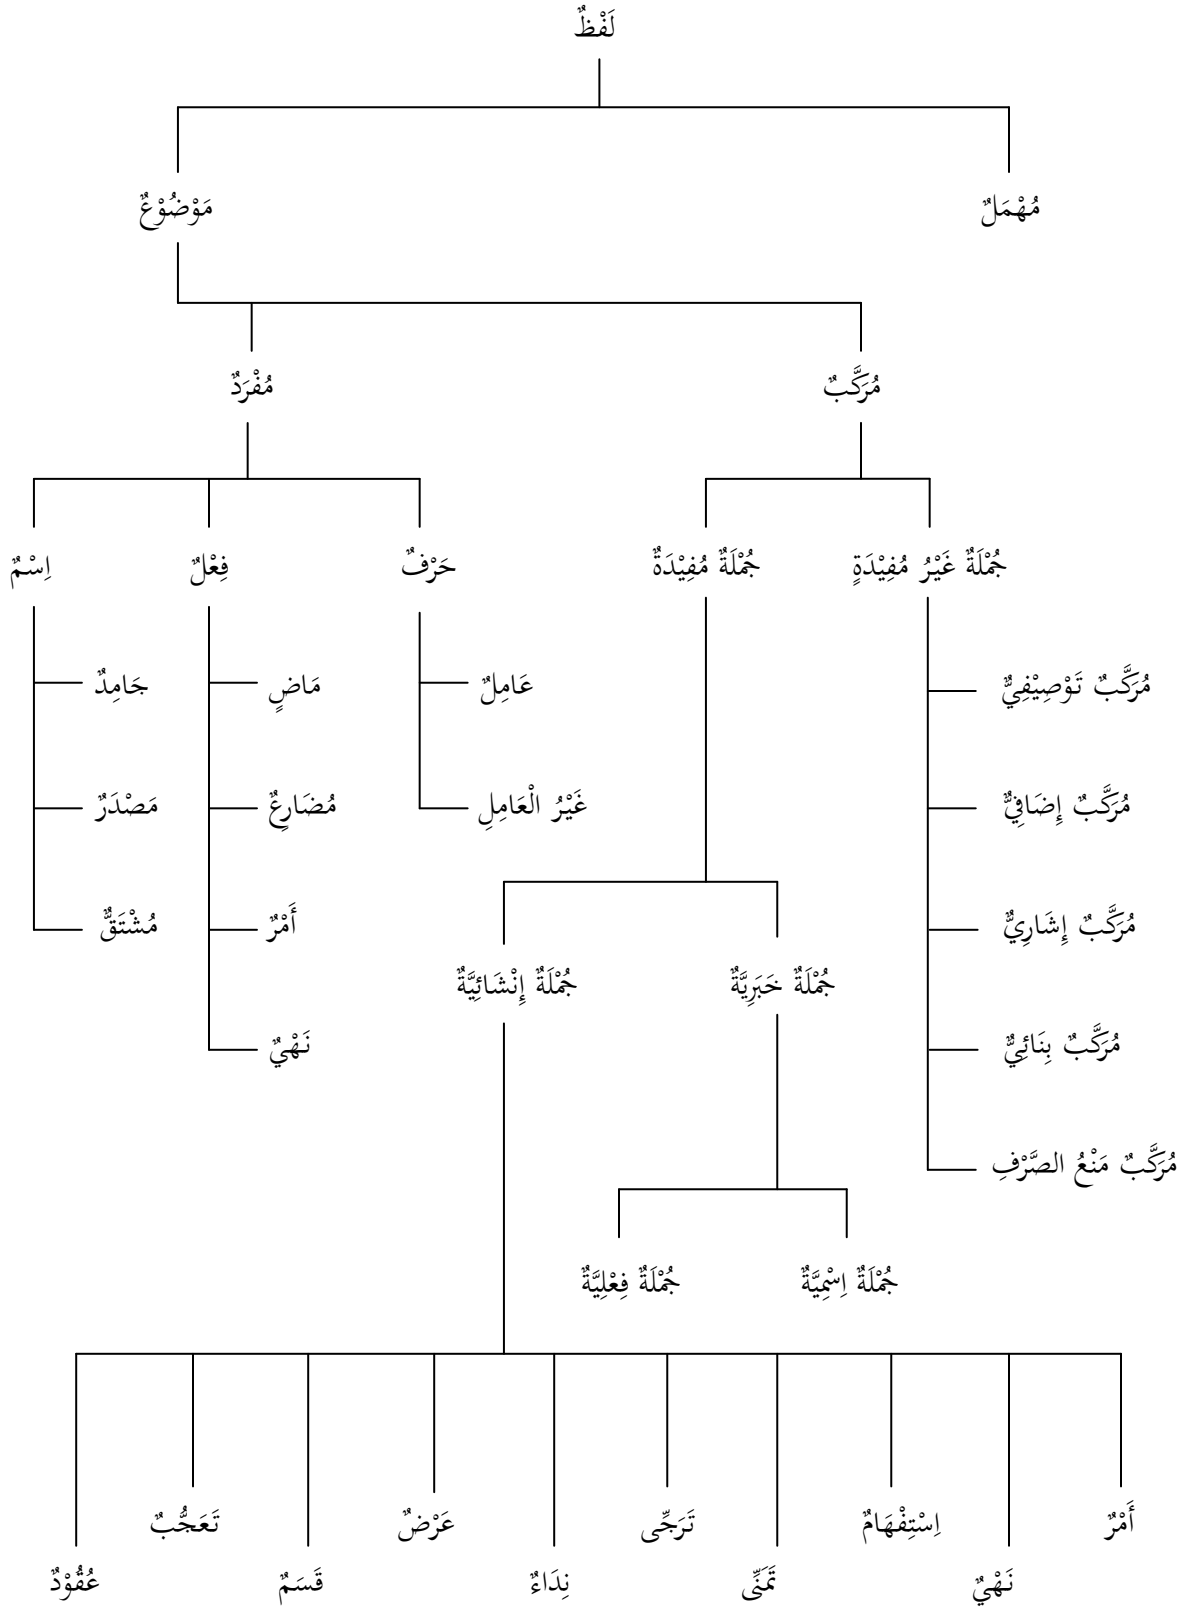 لَفْظٌ
مُهْمَلٌ
مَوْضُوْعٌ
مُرَكَّبٌ
مُفْرَدٌ
جُمْلَةٌ غَيْرُ مُفِيْدَةٍ
جُمْلَةٌ مُفِيْدَةٌ
حَرْفٌ
فِعْلٌ
اِسْمٌ
مُرَكَّبٌ تَوْصِيْفِيٌّ
عَامِلٌ
مَاضٍ
جَامِدٌ
مُرَكَّبٌ إِضَافِيٌّ
غَيْرُ الْعَامِلِ
مُضَارِعٌ
مَصْدَرٌ
مُرَكَّبٌ إِشَارِيٌّ
أَمْرٌ
مُشْتَقٌّ
جُمْلَةٌ خَبَرِيَّةٌ
جُمْلَةٌ إِنْشَائِيَّةٌ
مُرَكَّبٌ بِنَائِيٌّ
نَهْيٌ
مُرَكَّبٌ مَنْعُ الصَّرْفِ
جُمْلَةٌ اِسْمِيَّةٌ
جُمْلَةٌ فِعْلِيَّةٌ
أَمْرٌ
اِسْتِفْهَامٌ
تَرَجِّى
عَرْضٌ
تَعَجُّبٌ
نَهْيٌ
تَمَنِّى
نِدَاءٌ
قَسَمٌ
عُقُوْدٌ